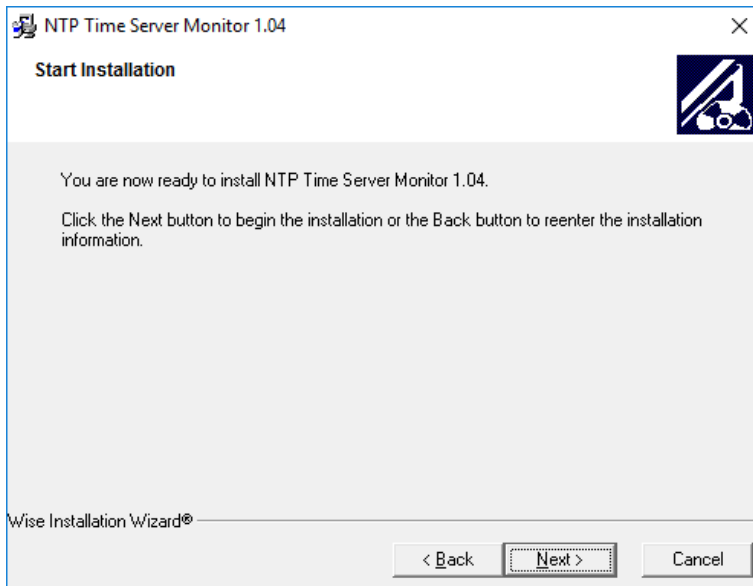 NTP Time Server Monitor 1.04
Start Installation
You are now ready to install NTP Time Server Monitor 1.04.
Click the Next button to begin the installation or the Back button to reenter the installation
information.
Wise Installation Wizard®
< Back
Next >
Cancel